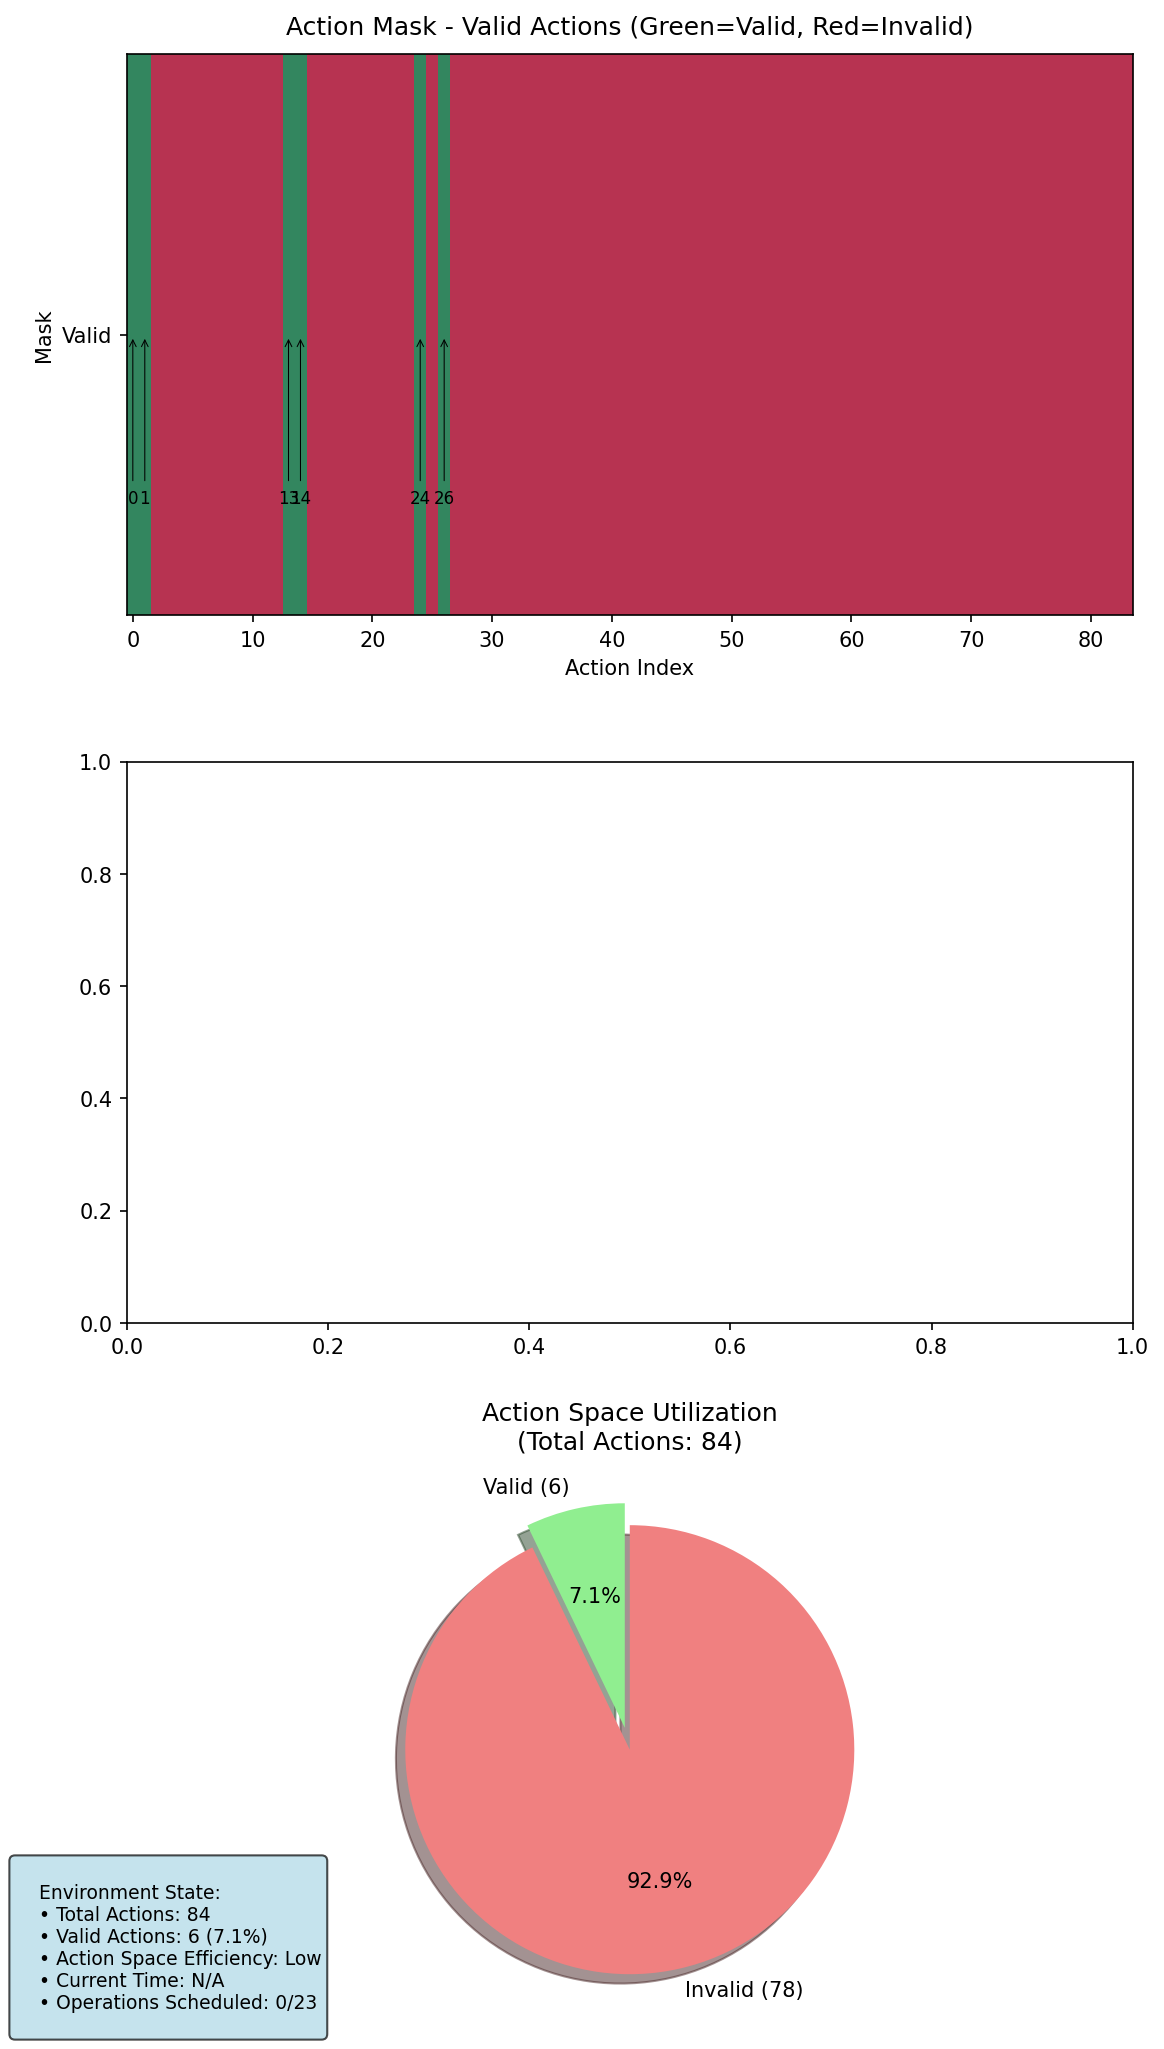 Action Mask - Valid Actions (Green=Valid, Red=Invalid)
Mask
Valid
0 1 13 14 24 26
0 10 20 30 40 50 60 70 80
Action Index
1.0
0.8
0.6
0.4
0.2
0.0
0.0 0.2 0.4 0.6 0.8 1.0
Action Space Utilization
(Total Actions: 84)
Valid (6)
7.1%
92.9%
Invalid (78)
Environment State:
• Total Actions: 84
• Valid Actions: 6 (7.1%)
• Action Space Efficiency: Low
• Current Time: N/A
• Operations Scheduled: 0/23